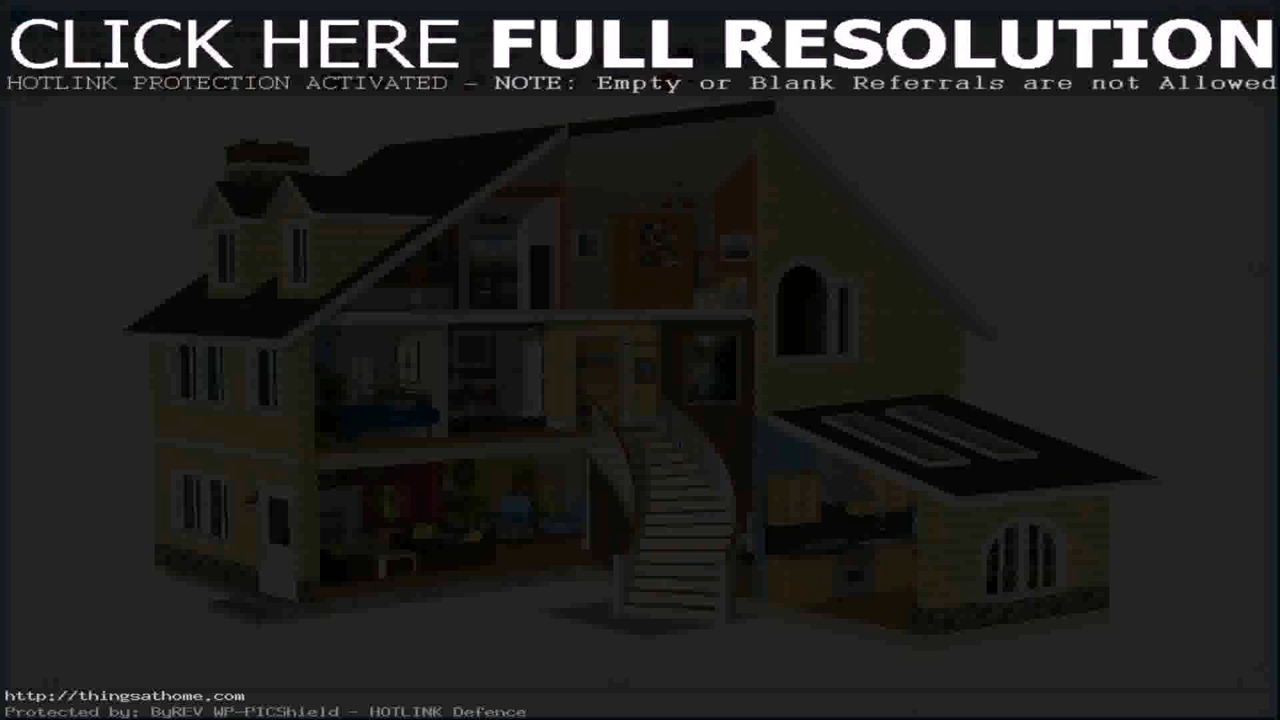 CLICK HERE FULL RESOLUTION
HOTLINK PROTECTION ACTIVATED - NOTE: Empty or Blank Referrals are not Allowed
http://thingsathome.com
Protected by: ByREV WP-PICShield - HOTLINK Defence